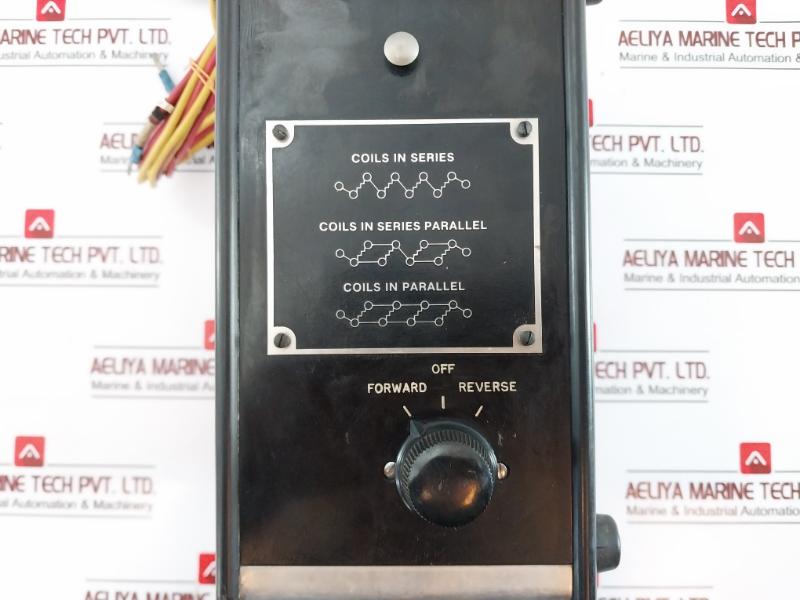 AELIYA MARINE TECH PVT. LTD.
Marine & Industrial Automation & Machinery
COILS IN SERIES
COILS IN SERIES PARALLEL
COILS IN PARALLEL
OFF
FORWARD REVERSE